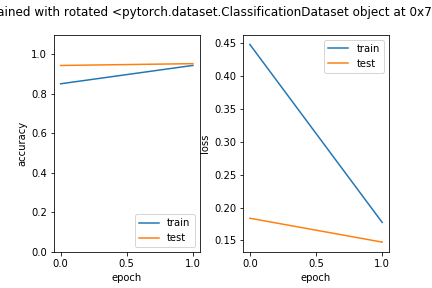 ained with rotated <pytorch.dataset.ClassificationDataset object at 0x7
1.0
0.8
0.6
0.4
0.2
0.0
accuracy
train
test
0.0 0.5 1.0
epoch
0.45
0.40
0.35
0.30
0.25
0.20
0.15
loss
train
test
0.0 0.5 1.0
epoch